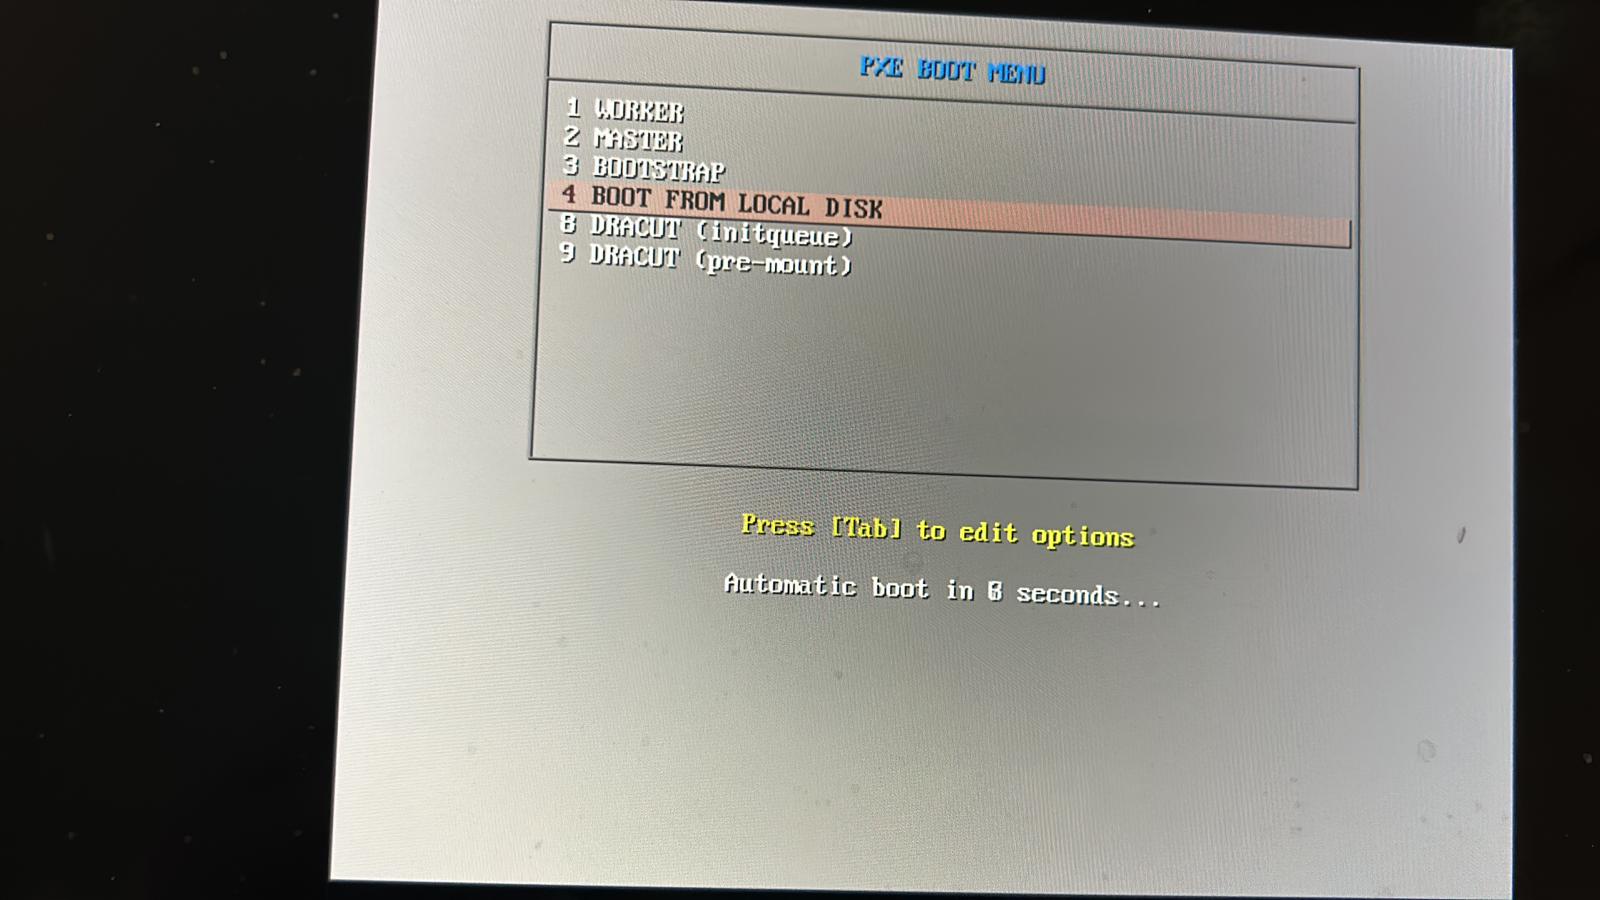 PXE BOOT MENU
1 WORKER
2 MASTER
3 BOOTSTRAP
4 BOOT FROM LOCAL DISK
8 DRACUT (initqueue)
9 DRACUT (pre-mount)
Press [Tab] to edit options
Automatic boot in seconds...